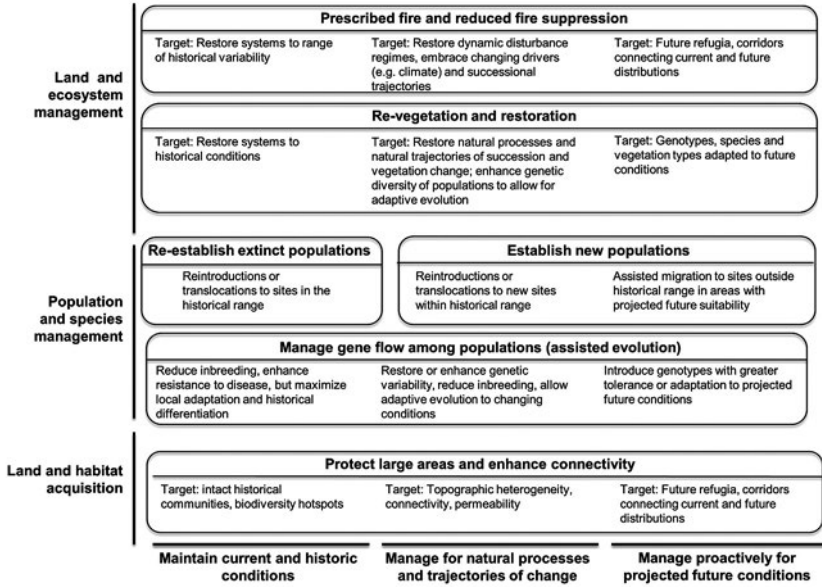 Prescribed fire and reduced fire suppression
Target: Restore systems to range
of historical variability
Target: Restore dynamic disturbance
regimes, embrace changing drivers
(e.g. climate) and successional
trajectories
Target: Future refugia, corridors
connecting current and future
distributions
Land and
ecosystem
management
Re-vegetation and restoration
Target: Restore systems to
historical conditions
Target: Restore natural processes and
natural trajectories of succession and
vegetation change; enhance genetic
diversity of populations to allow for
adaptive evolution
Target: Genotypes, species and
vegetation types adapted to future
conditions
Re-establish extinct populations
Reintroductions or
translocations to sites in the
historical range
Establish new populations
Reintroductions or
translocations to new sites
within historical range
Assisted migration to sites outside
historical range in areas with
projected future suitability
Population
and species
management
Manage gene flow among populations (assisted evolution)
Reduce inbreeding, enhance
resistance to disease, but maximize
local adaptation and historical
differentiation
Restore or enhance genetic
variability, reduce inbreeding, allow
adaptive evolution to changing
conditions
Introduce genotypes with greater
tolerance or adaptation to projected
future conditions
Land and habitat
acquisition
Protect large areas and enhance connectivity
Target: intact historical
communities, biodiversity hotspots
Target: Topographic heterogeneity,
connectivity, permeability
Target: Future refugia, corridors
connecting current and future
distributions
Maintain current and historic
conditions
Manage for natural processes
and trajectories of change
Manage proactively for
projected future conditions